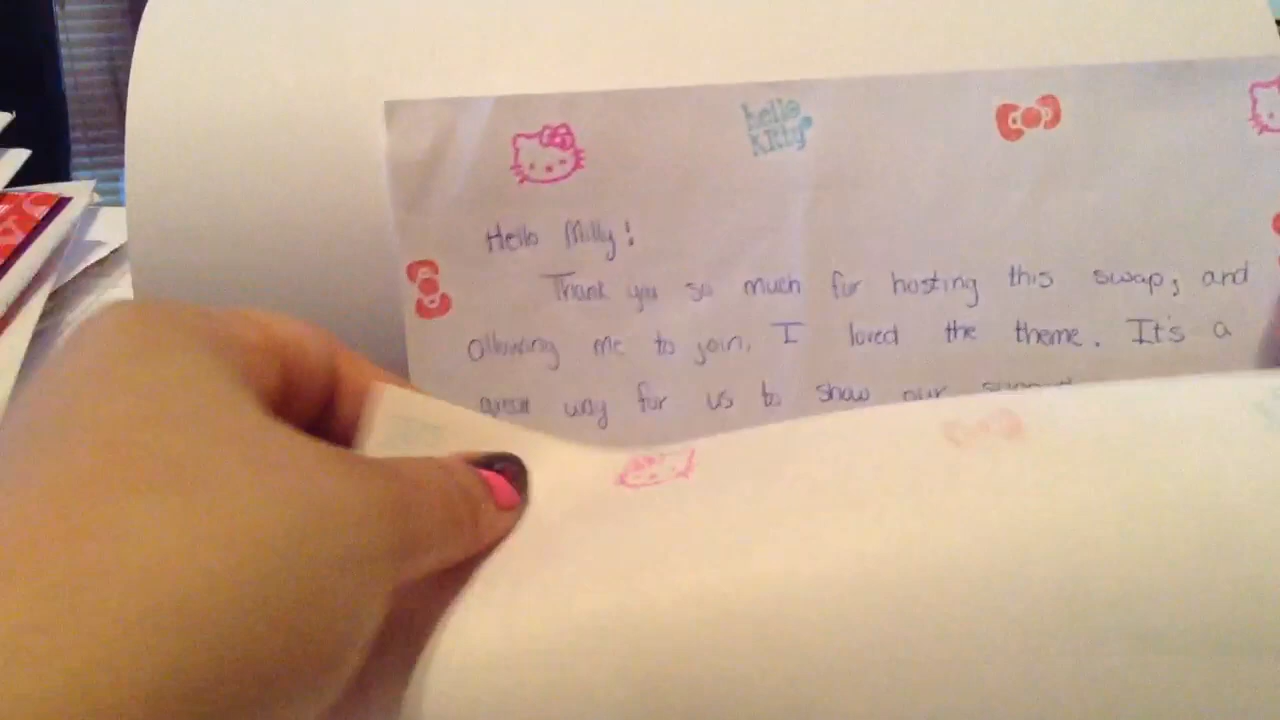 hello
kitty
Hello Milly!
Thank you so much for hosting this swap; and
allowing me to join. I loved the theme. It's a
great way for us to show our